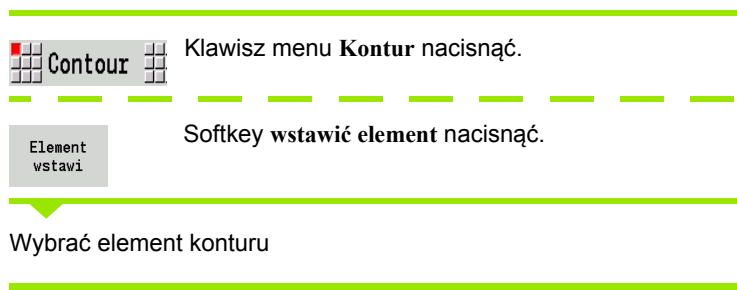 Contour
Klawisz menu Kontur nacisnąć.
Element
wstawi
Softkey wstawić element nacisnąć.
Wybrać element konturu